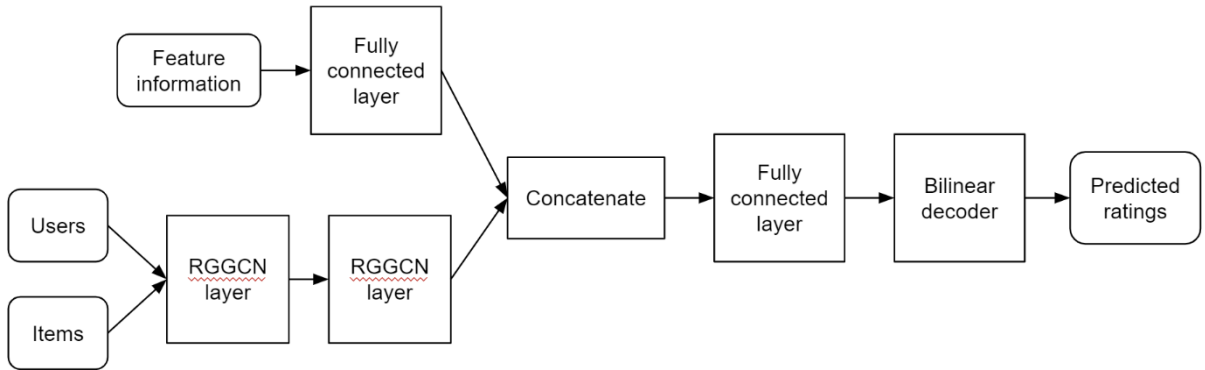 Feature
information
Fully
connected
layer
Users
Items
RGGCN
layer
RGGCN
layer
Concatenate
Fully
connected
layer
Bilinear
decoder
Predicted
ratings